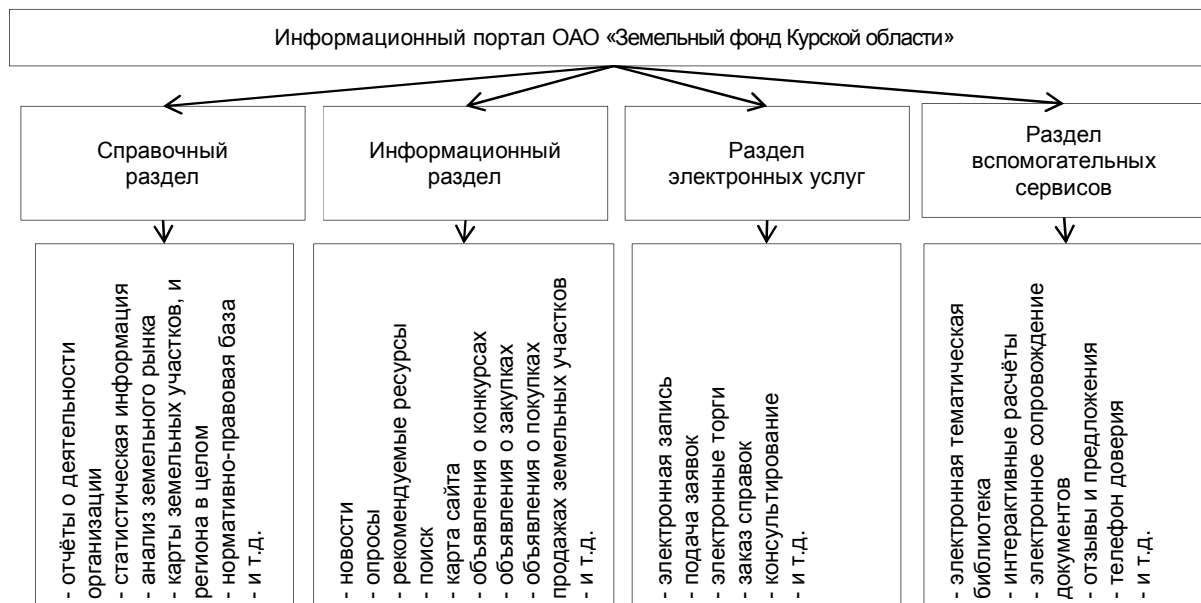 Информационный портал ОАО «Земельный фонд Курской области»
Справочный
раздел
Информационный
раздел
Раздел
электронных услуг
Раздел
вспомогательных
сервисов
- отчёты о деятельности
организации
- статистическая информация
- анализ земельного рынка
- карты земельных участков, и
региона в целом
- нормативно-правовая база
- и т.д.
- новости
- опросы
- рекомендуемые ресурсы
- поиск
- карта сайта
- объявления о конкурсах
- объявления о закупках
- объявления о покупках
продажах земельных участков
- и т.д.
- электронная запись
- подача заявок
- электронные торги
- заказ справок
- консультирование
- и т.д.
- электронная тематическая
библиотека
- интерактивные расчёты
- электронное сопровождение
документов
- отзывы и предложения
- телефон доверия
- и т.д.